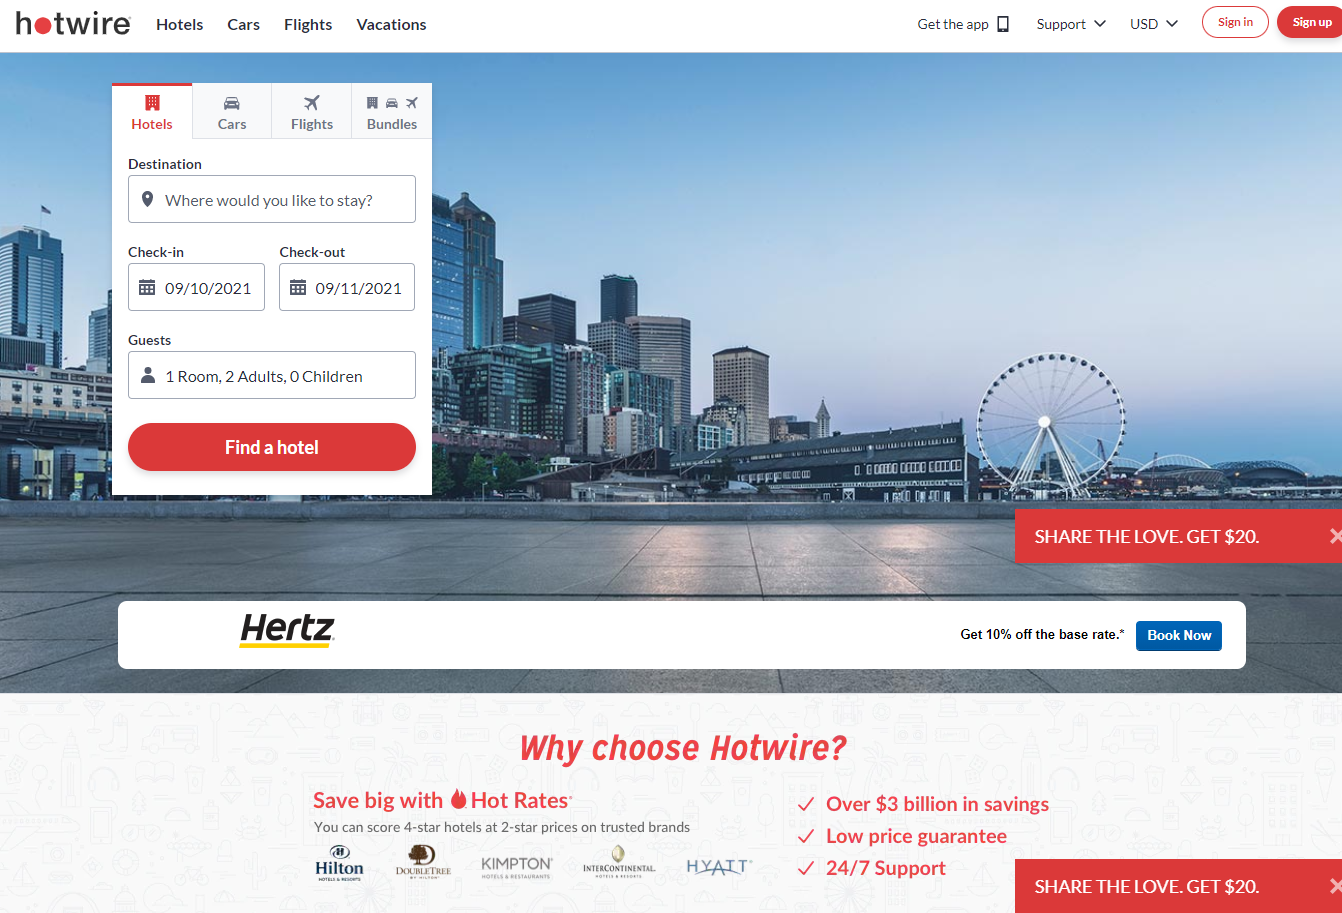 hotwire
Hotels Cars Flights Vacations
Get the app Support USD Sign in Sign up
Hotels Cars Flights Bundles
Destination
Where would you like to stay?
Check-in Check-out
09/10/2021 09/11/2021
Guests
1 Room, 2 Adults, 0 Children
Find a hotel
SHARE THE LOVE. GET $20.
Hertz
Get 10% off the base rate.* Book Now
Why choose Hotwire?
Save big with Hot Rates®
You can score 4-star hotels at 2-star prices on trusted brands
Hilton
HOTELS & RESORTS
DOUBLETREE
BY HILTON
KIMPTON®
HOTELS & RESTAURANTS
INTERCONTINENTAL
HOTELS & RESORTS
HYATT
Over $3 billion in savings
Low price guarantee
24/7 Support
SHARE THE LOVE. GET $20.